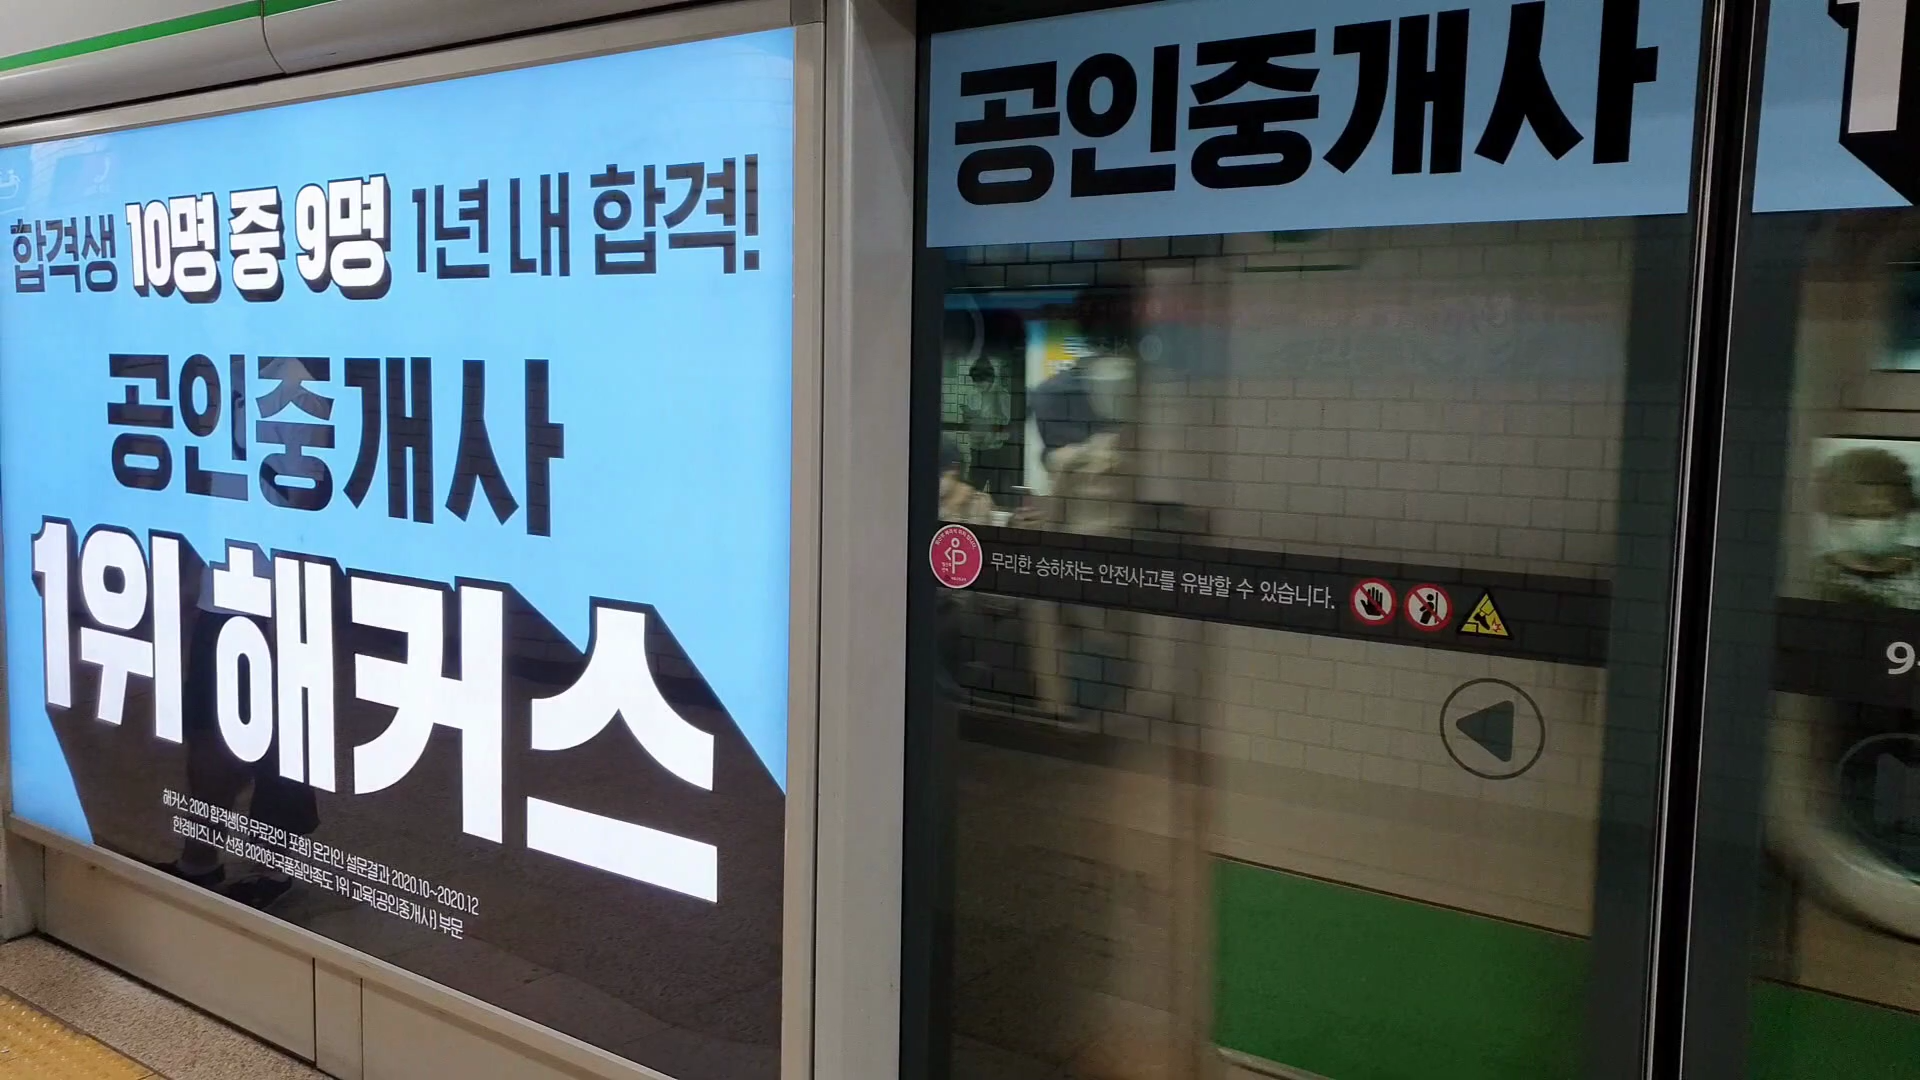 합격생 10명 중 9명 1년 내 합격!
공인중개사
1위 해커스
해커스 2020 합격생(유,무료강의 포함) 온라인 설문결과 2020.10~2020.12
한경비즈니스 선정 2020한국품질만족도 1위 교육(공인중개사) 부문
공인중개사
1
무리한 승하차는 안전사고를 유발할 수 있습니다.
9-